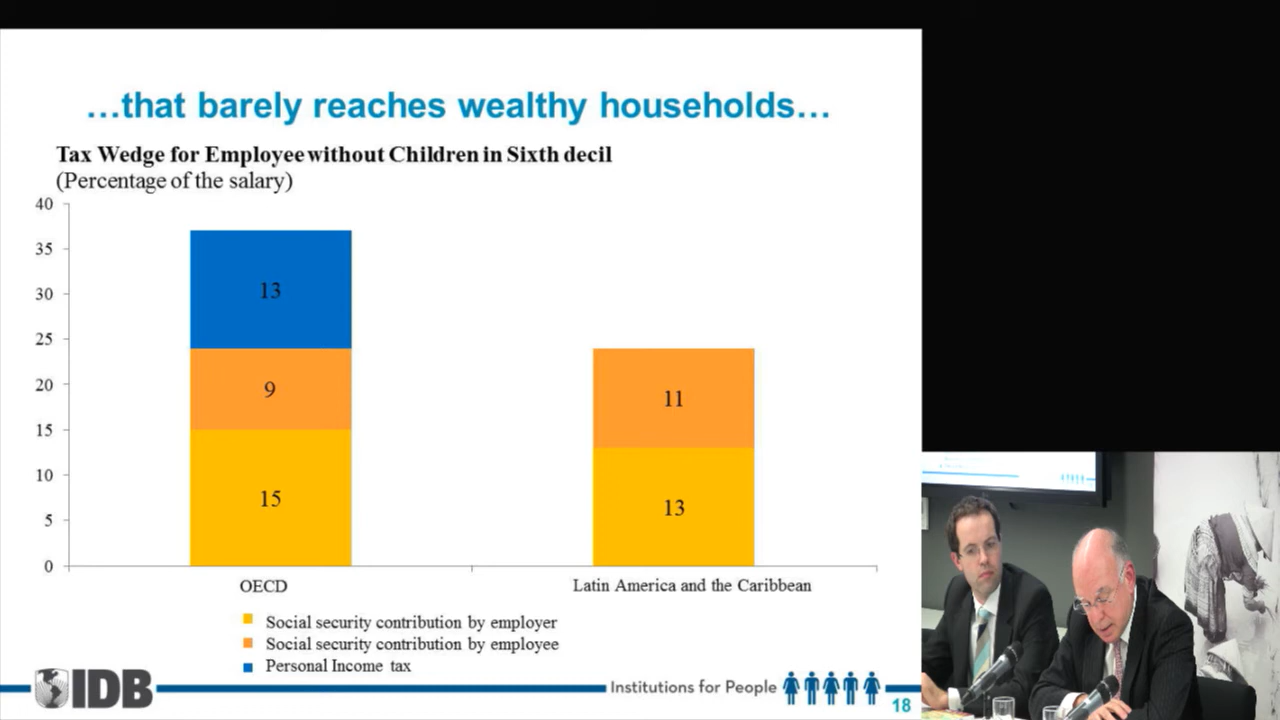 …that barely reaches wealthy households…
Tax Wedge for Employee without Children in Sixth decil
(Percentage of the salary)
40
35
30
25
20
15
10
5
0
13
9
15
11
13
OECD
Latin America and the Caribbean
Social security contribution by employer
Social security contribution by employee
Personal Income tax
IDB
Institutions for People
18